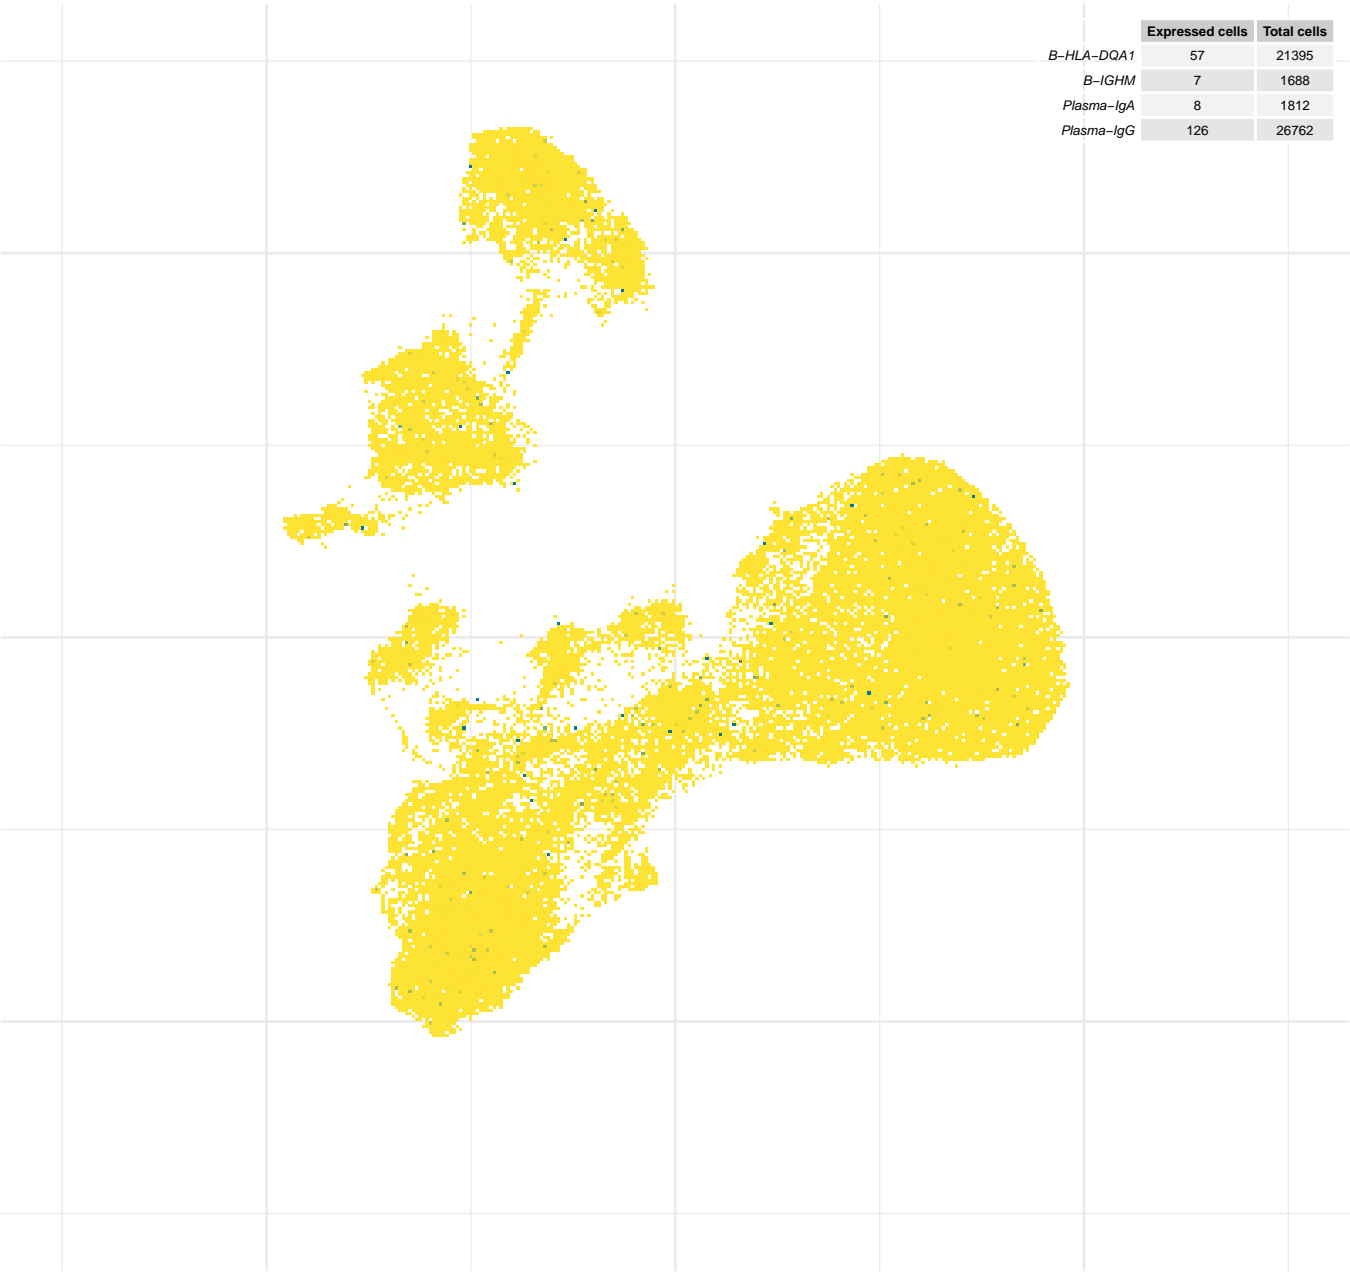 Expressed cells Total cells
B−HLA−DQA1 57 21395
B−IGHM 7 1688
Plasma−IgA 8 1812
Plasma−IgG 126 26762